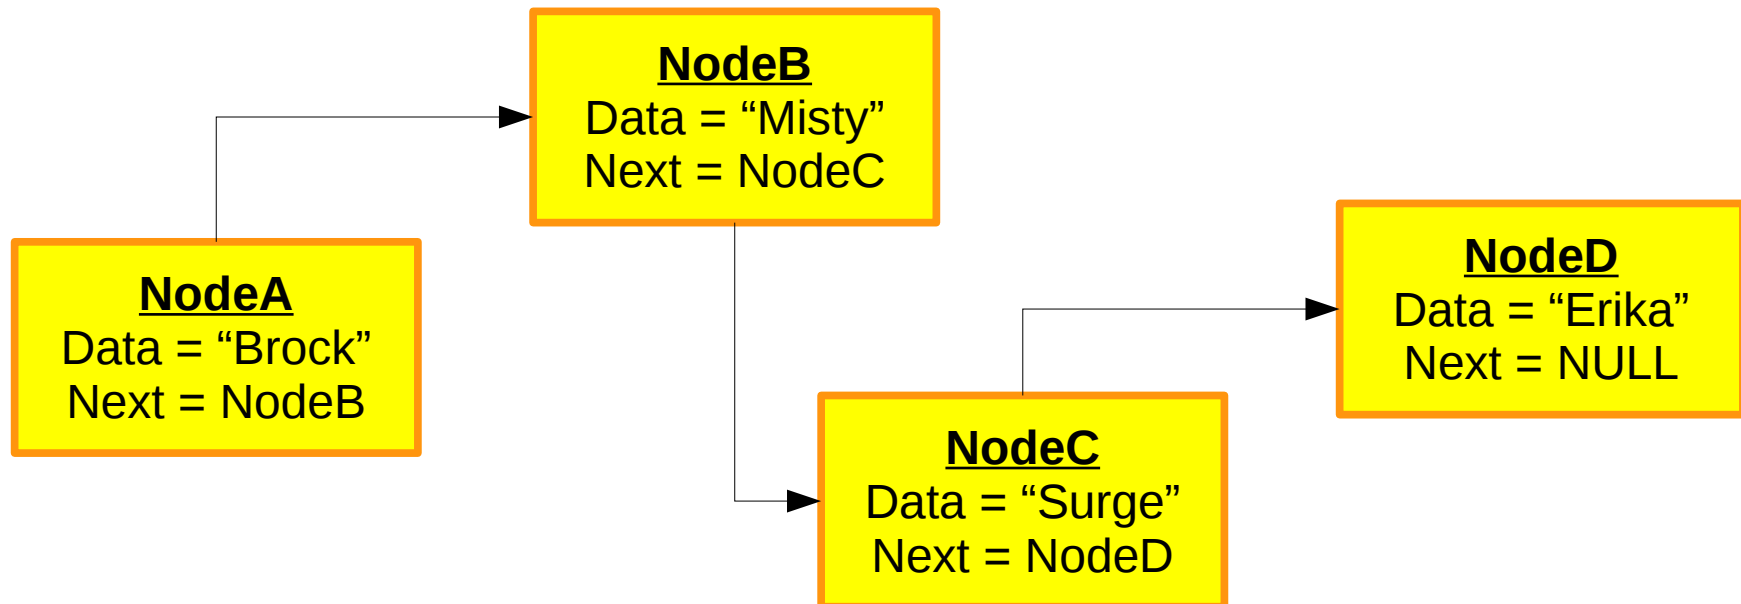 NodeA
Data = “Brock”
Next = NodeB
NodeB
Data = “Misty”
Next = NodeC
NodeC
Data = “Surge”
Next = NodeD
NodeD
Data = “Erika”
Next = NULL